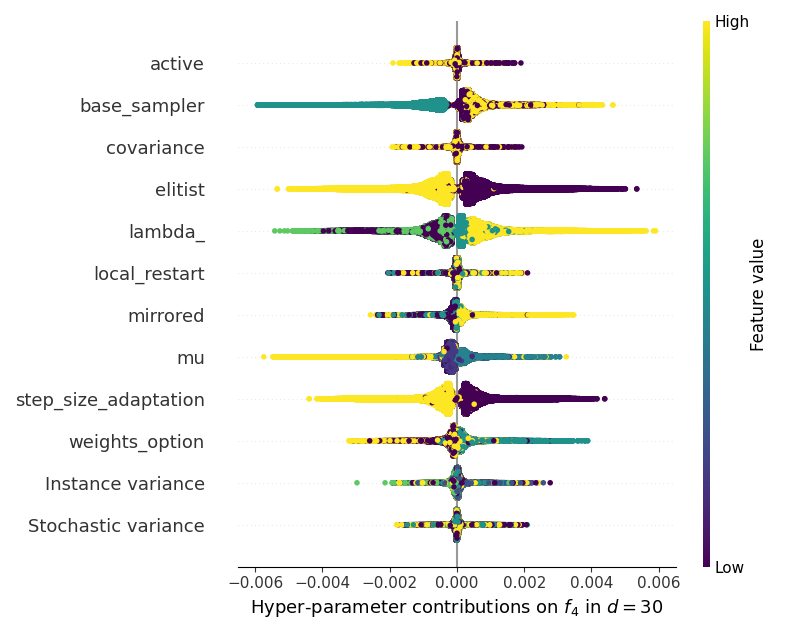 High
active
base_sampler
covariance
elitist
lambda_
local_restart
mirrored
mu
step_size_adaptation
weights_option
Instance variance
Stochastic variance
Feature value
Low
−0.006 −0.004 −0.002 0.000 0.002 0.004 0.006
Hyper-parameter contributions on f₄ in d = 30